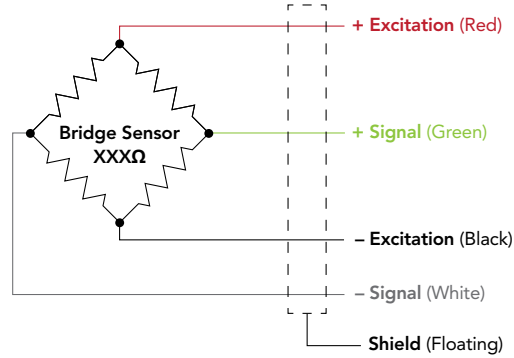 + Excitation (Red)
Bridge Sensor
XXXΩ
+ Signal (Green)
– Excitation (Black)
– Signal (White)
Shield (Floating)